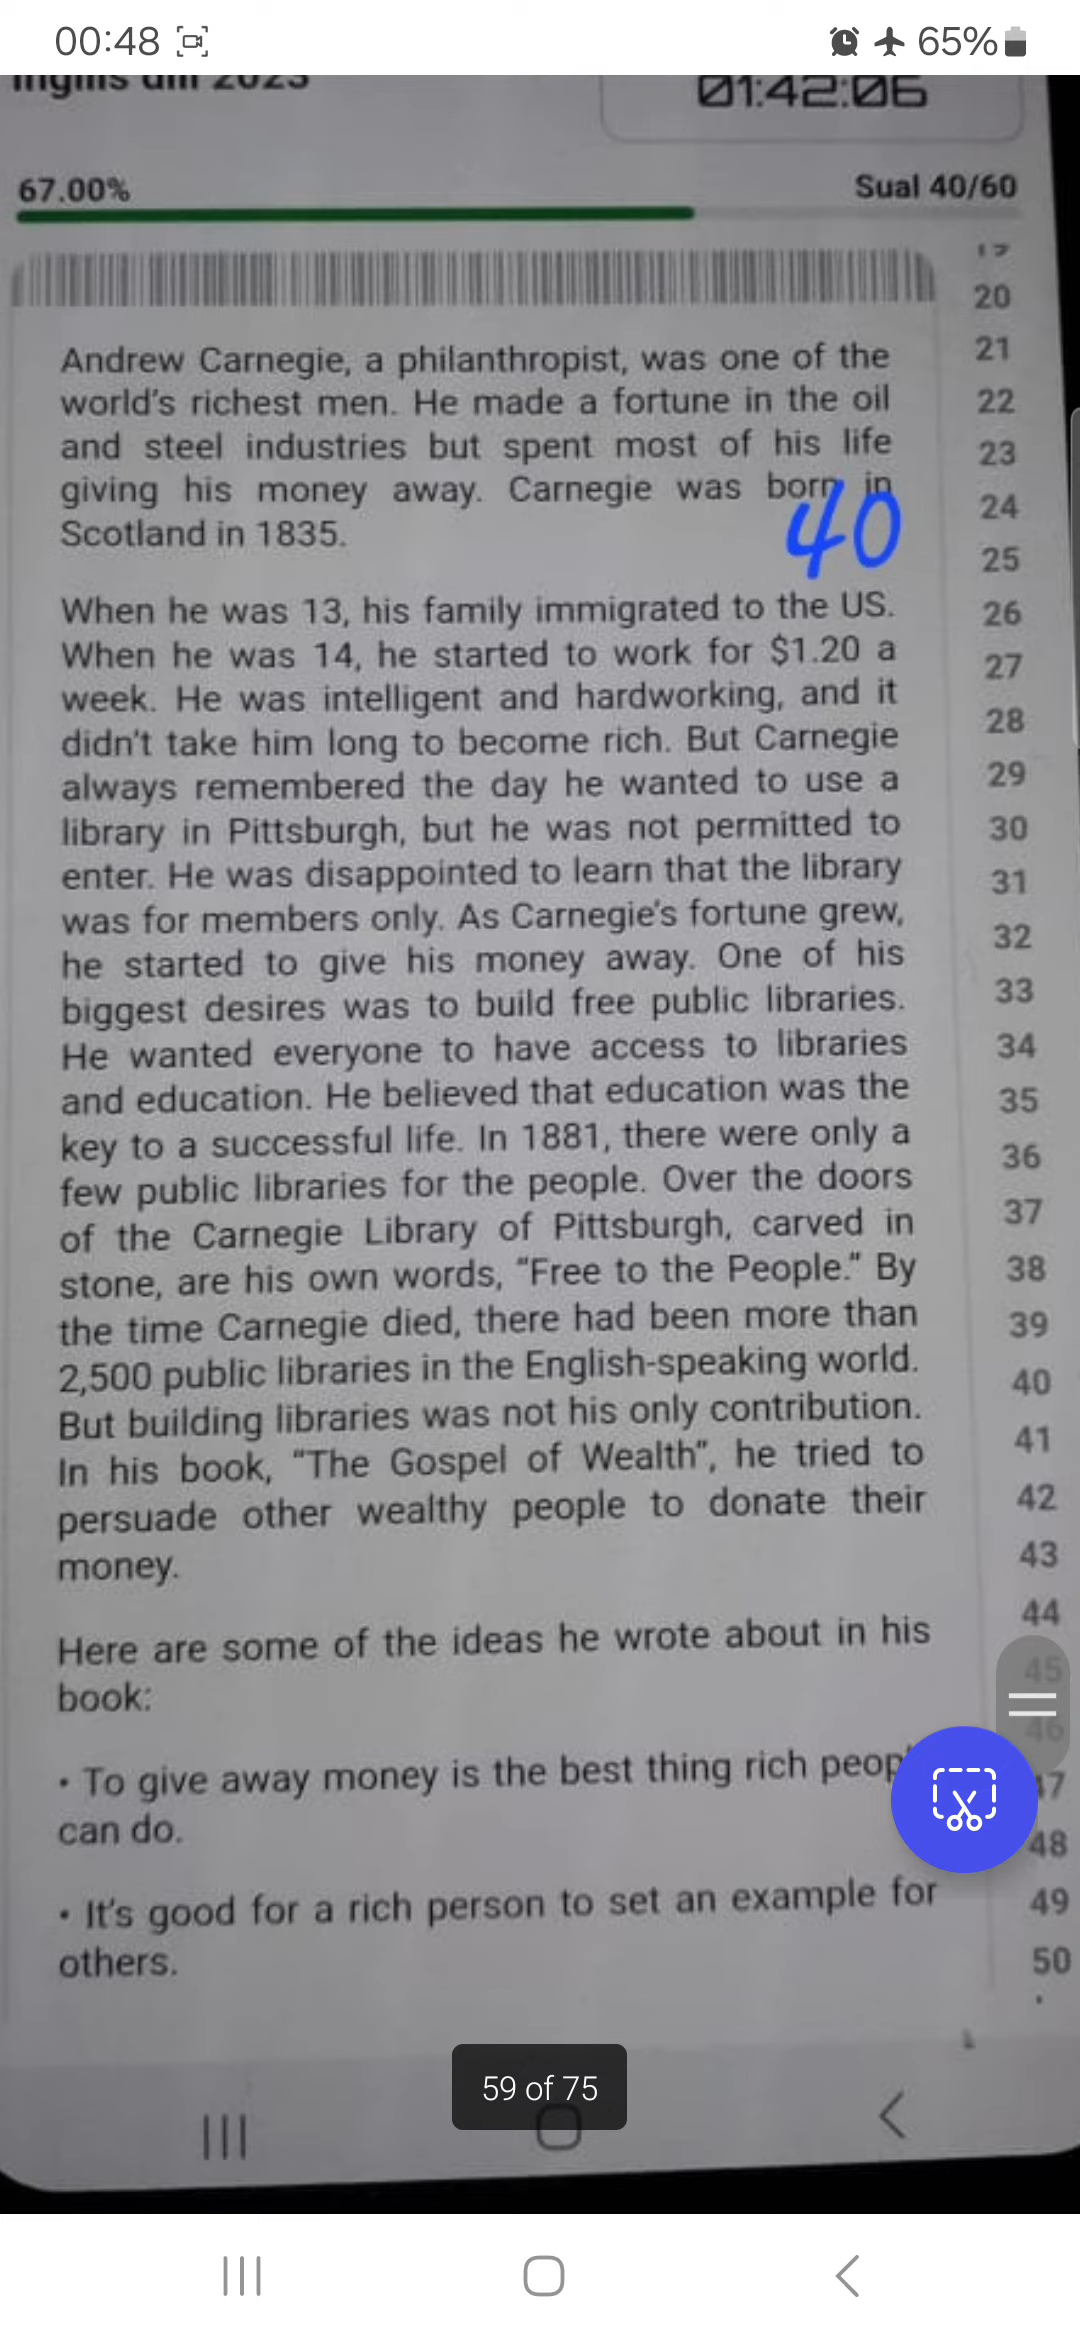 00:48
65%
Ingilis dili 2023
01:42:06
67.00%
Sual 40/60
20
21
22
23
24
25
26
27
28
29
30
31
32
33
34
35
36
37
38
39
40
41
42
43
44
45
46
47
48
49
50
Andrew Carnegie, a philanthropist, was one of the
world's richest men. He made a fortune in the oil
and steel industries but spent most of his life
giving his money away. Carnegie was born in
Scotland in 1835.
40
When he was 13, his family immigrated to the US.
When he was 14, he started to work for $1.20 a
week. He was intelligent and hardworking, and it
didn't take him long to become rich. But Carnegie
always remembered the day he wanted to use a
library in Pittsburgh, but he was not permitted to
enter. He was disappointed to learn that the library
was for members only. As Carnegie's fortune grew,
he started to give his money away. One of his
biggest desires was to build free public libraries.
He wanted everyone to have access to libraries
and education. He believed that education was the
key to a successful life. In 1881, there were only a
few public libraries for the people. Over the doors
of the Carnegie Library of Pittsburgh, carved in
stone, are his own words, "Free to the People." By
the time Carnegie died, there had been more than
2,500 public libraries in the English-speaking world.
But building libraries was not his only contribution.
In his book, "The Gospel of Wealth", he tried to
persuade other wealthy people to donate their
money.
Here are some of the ideas he wrote about in his
book:
• To give away money is the best thing rich
can do.
• It's good for a rich person to set an example for
others.
59 of 75